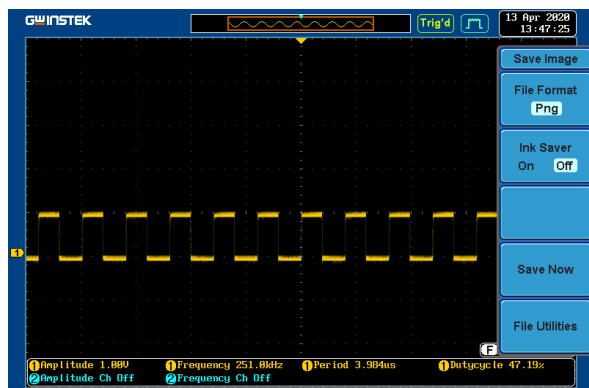 GWINSTEK
Trig'd
13 Apr 2020
13:47:25
Save Image
File Format
Png
Ink Saver
On Off
Save Now
File Utilities
1
F
1 Amplitude 1.00V 1 Frequency 251.0kHz 1 Period 3.984us 1 Dutycycle 47.19%
2 Amplitude Ch Off 2 Frequency Ch Off